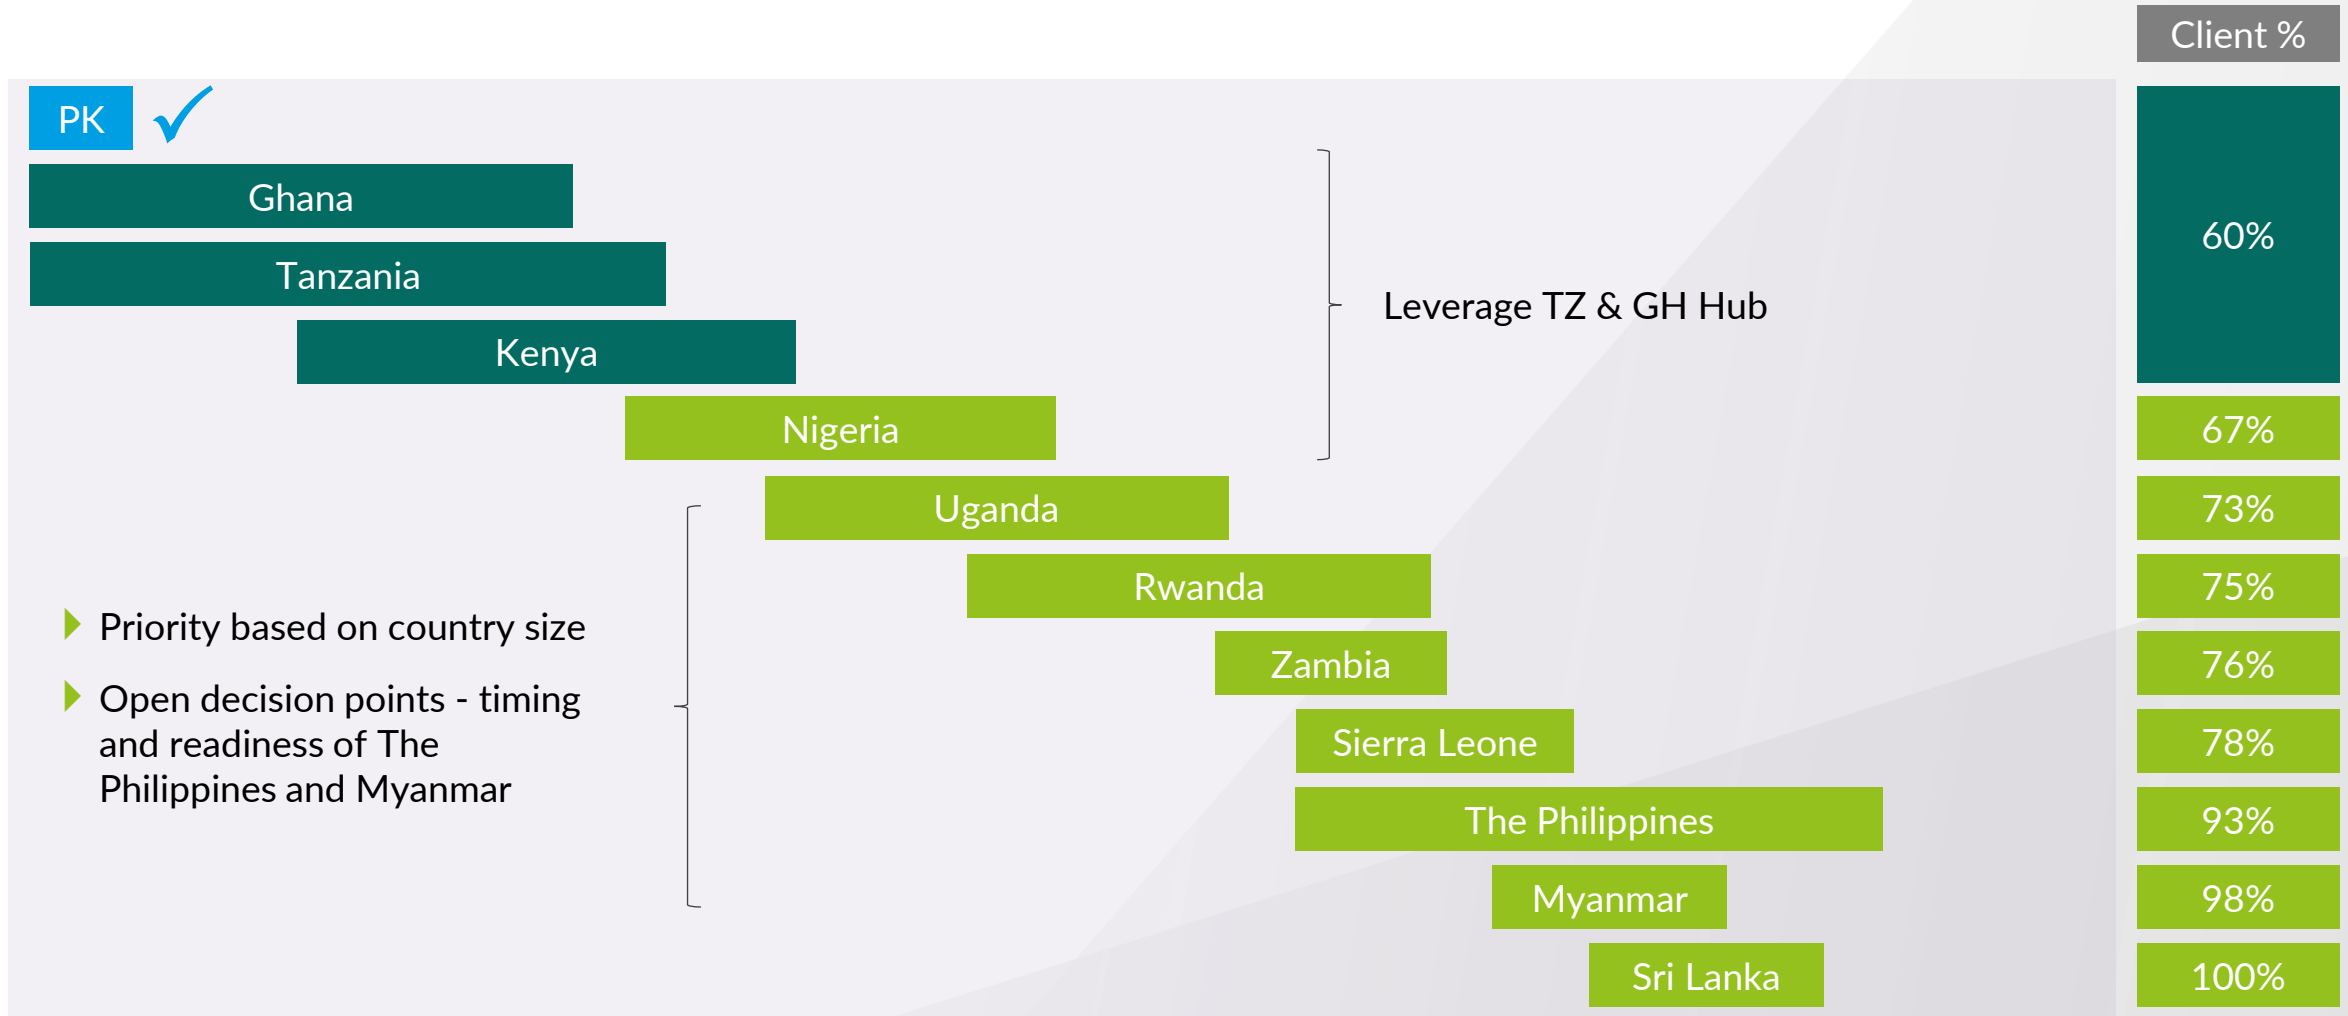 Client %
PK
Ghana
60%
Tanzania
Leverage TZ & GH Hub
Kenya
Nigeria
67%
Uganda
73%
Rwanda
75%
Priority based on country size
Zambia
76%
Open decision points - timing
and readiness of The
Philippines and Myanmar
Sierra Leone
78%
The Philippines
93%
Myanmar
98%
Sri Lanka
100%